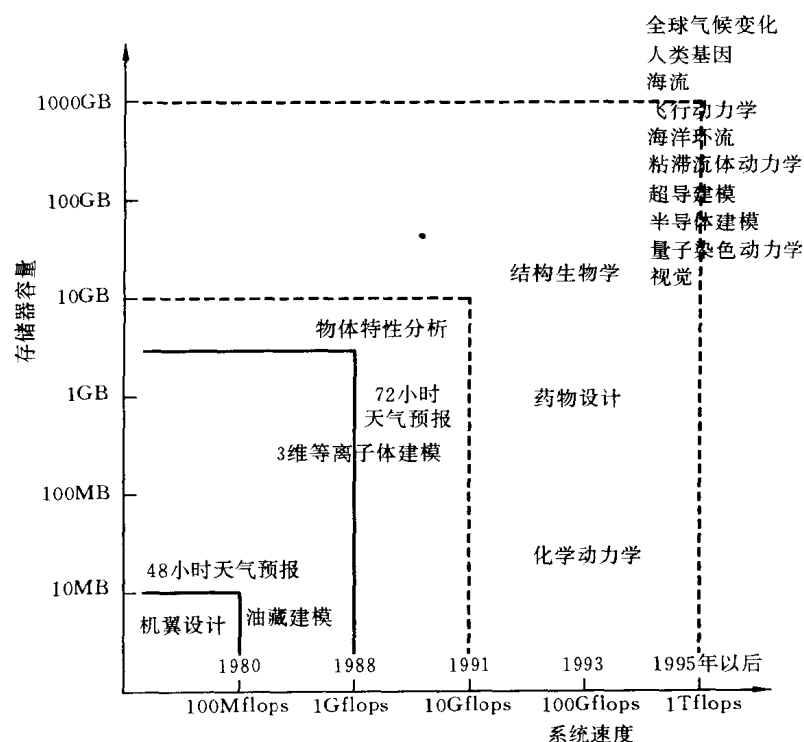 全球气候变化
人类基因
海流
1000GB
飞行动力学
海洋环流
粘滞流体动力学
100GB
超导建模
半导体建模
量子染色动力学
结构生物学
视觉
存储器容量
10GB
物体特性分析
72小时
天气预报
1GB
药物设计
3维等离子体建模
100MB
化学动力学
48小时天气预报
10MB
机翼设计
油藏建模
1980
1988
1991
1993
1995年以后
100Mflops
1Gflops
10Gflops
100Gflops
1Tflops
系统速度